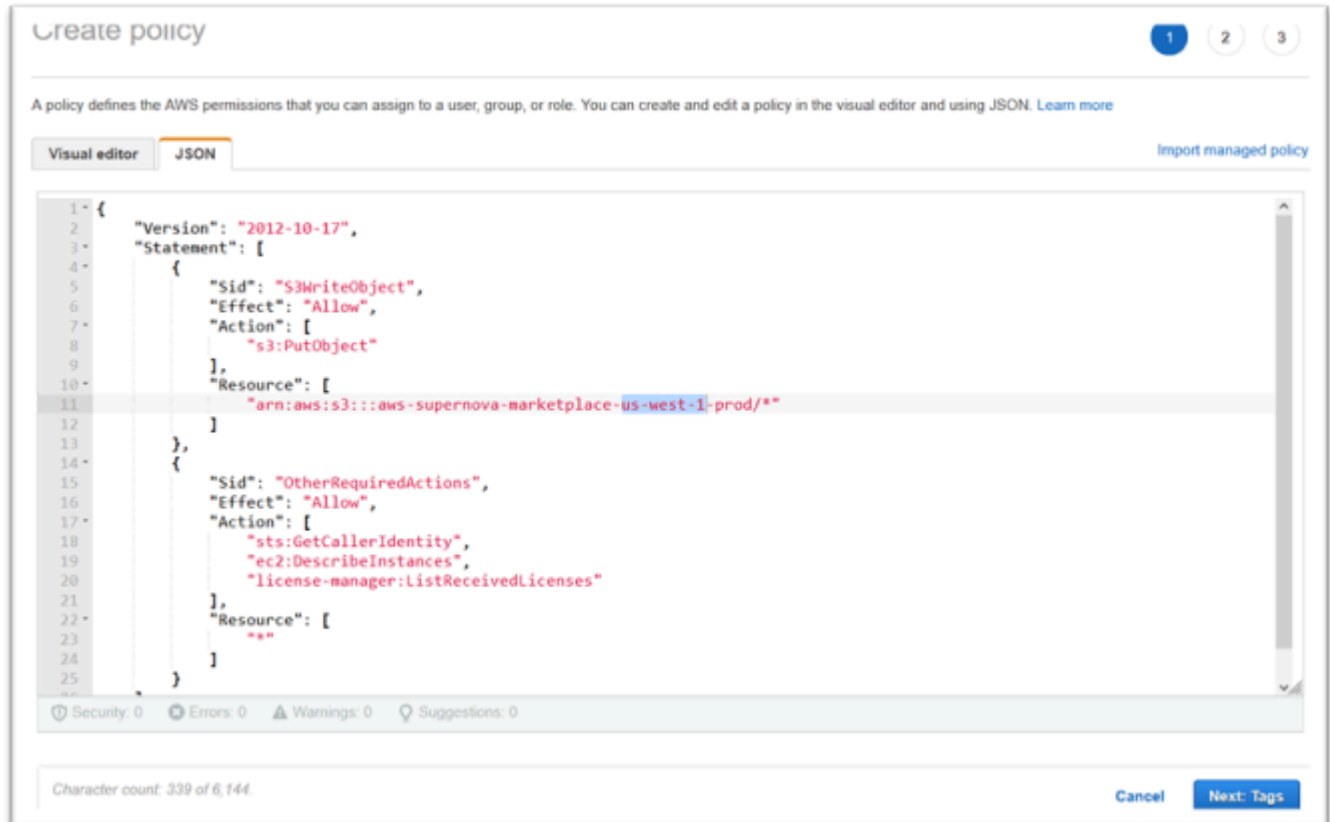 Create policy
1 2 3
A policy defines the AWS permissions that you can assign to a user, group, or role. You can create and edit a policy in the visual editor and using JSON. Learn more
Visual editor JSON
Import managed policy
1 {
2 "Version": "2012-10-17",
3 "Statement": [
4 {
5 "Sid": "S3WriteObject",
6 "Effect": "Allow",
7 "Action": [
8 "s3:PutObject"
9 ],
10 "Resource": [
11 "arn:aws:s3:::aws-supernova-marketplace-us-west-1-prod/*"
12 ]
13 },
14 {
15 "Sid": "OtherRequiredActions",
16 "Effect": "Allow",
17 "Action": [
18 "sts:GetCallerIdentity",
19 "ec2:DescribeInstances",
20 "license-manager:ListReceivedLicenses"
21 ],
22 "Resource": [
23 "*"
24 ]
25 }
Security: 0 Errors: 0 Warnings: 0 Suggestions: 0
Character count: 339 of 6,144.
Cancel Next: Tags